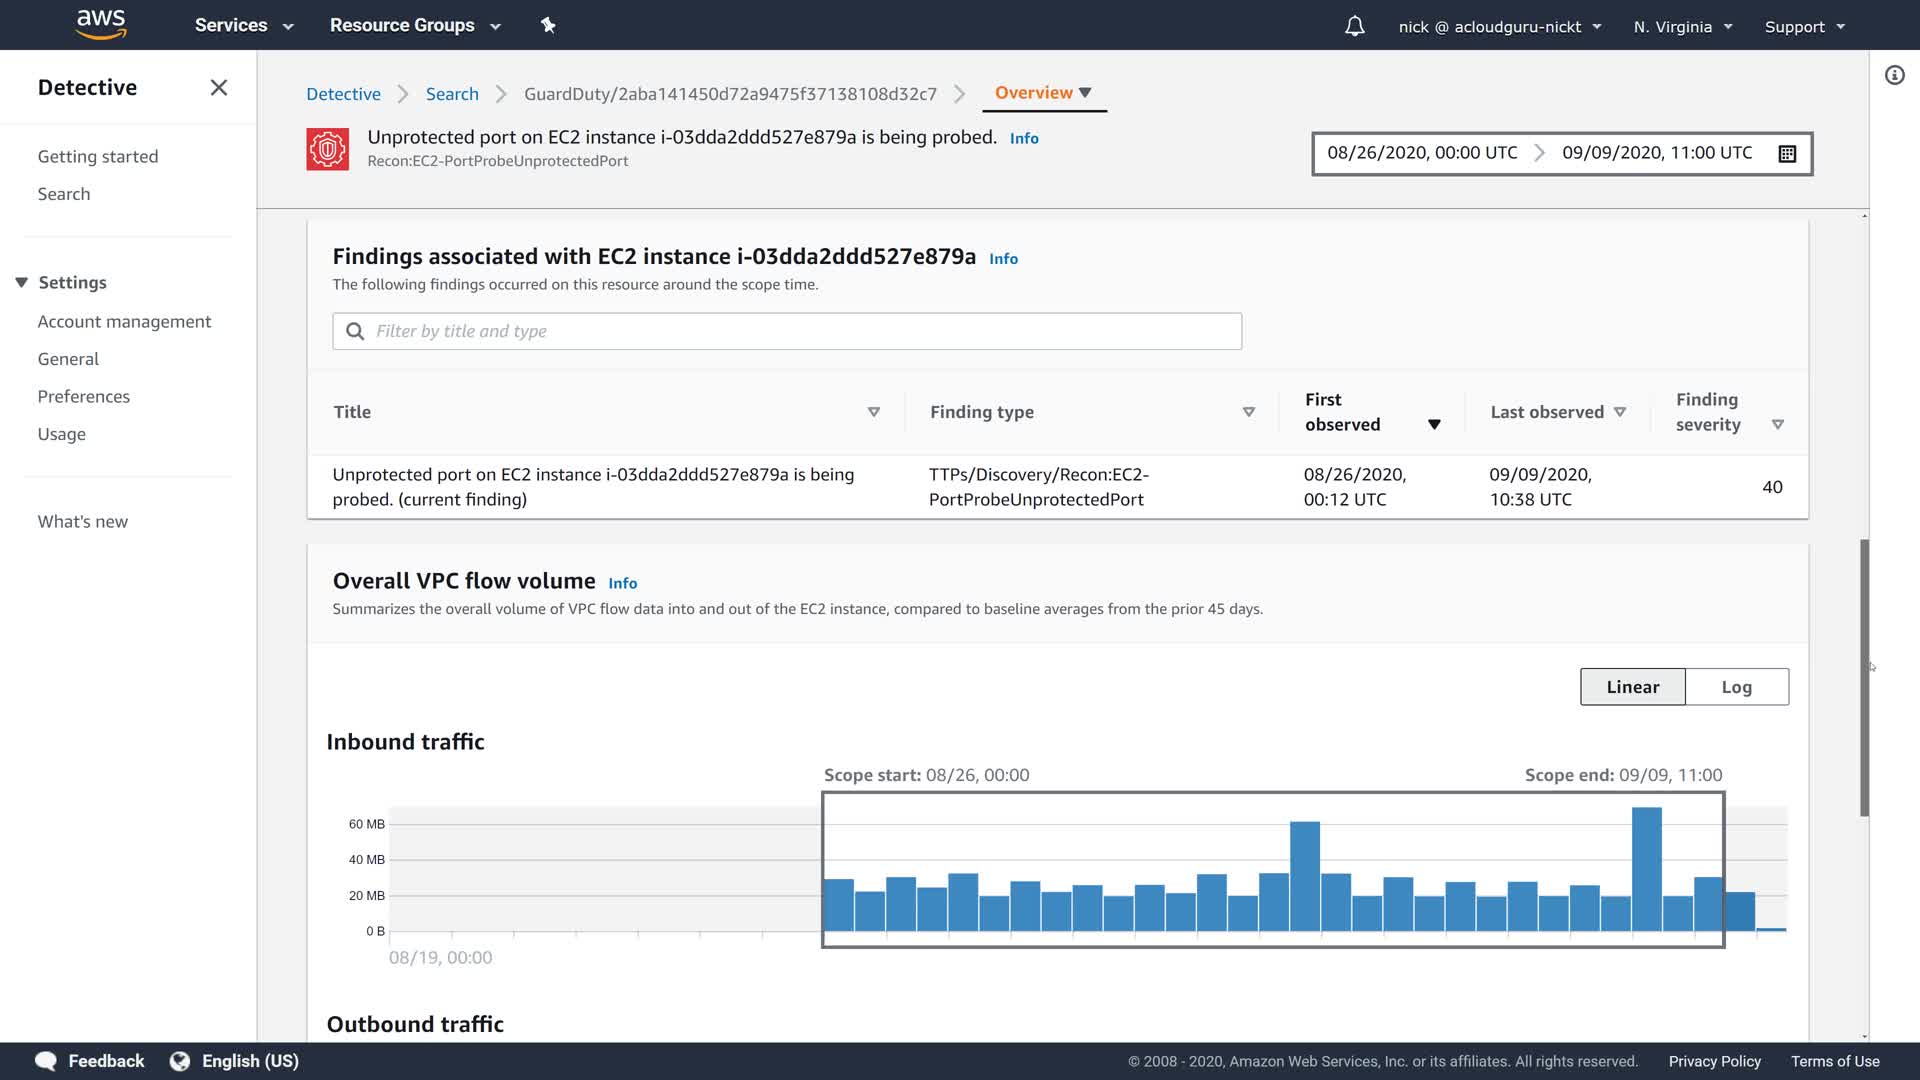 aws Services Resource Groups nick @ acloudguru-nickt N. Virginia Support
Detective
Getting started
Search
Settings
Account management
General
Preferences
Usage
What's new
Detective Search GuardDuty/2aba141450d72a9475f37138108d32c7 Overview
Unprotected port on EC2 instance i-03dda2ddd527e879a is being probed. Info
Recon:EC2-PortProbeUnprotectedPort
08/26/2020, 00:00 UTC 09/09/2020, 11:00 UTC
Findings associated with EC2 instance i-03dda2ddd527e879a Info
The following findings occurred on this resource around the scope time.
Filter by title and type
Title Finding type First observed Last observed Finding severity
Unprotected port on EC2 instance i-03dda2ddd527e879a is being
probed. (current finding)
TTPs/Discovery/Recon:EC2-
PortProbeUnprotectedPort
08/26/2020,
00:12 UTC
09/09/2020,
10:38 UTC
40
Overall VPC flow volume Info
Summarizes the overall volume of VPC flow data into and out of the EC2 instance, compared to baseline averages from the prior 45 days.
Linear Log
Inbound traffic
Scope start: 08/26, 00:00 Scope end: 09/09, 11:00
60 MB
40 MB
20 MB
0 B
08/19, 00:00
Outbound traffic
Feedback English (US) © 2008 - 2020, Amazon Web Services, Inc. or its affiliates. All rights reserved. Privacy Policy Terms of Use